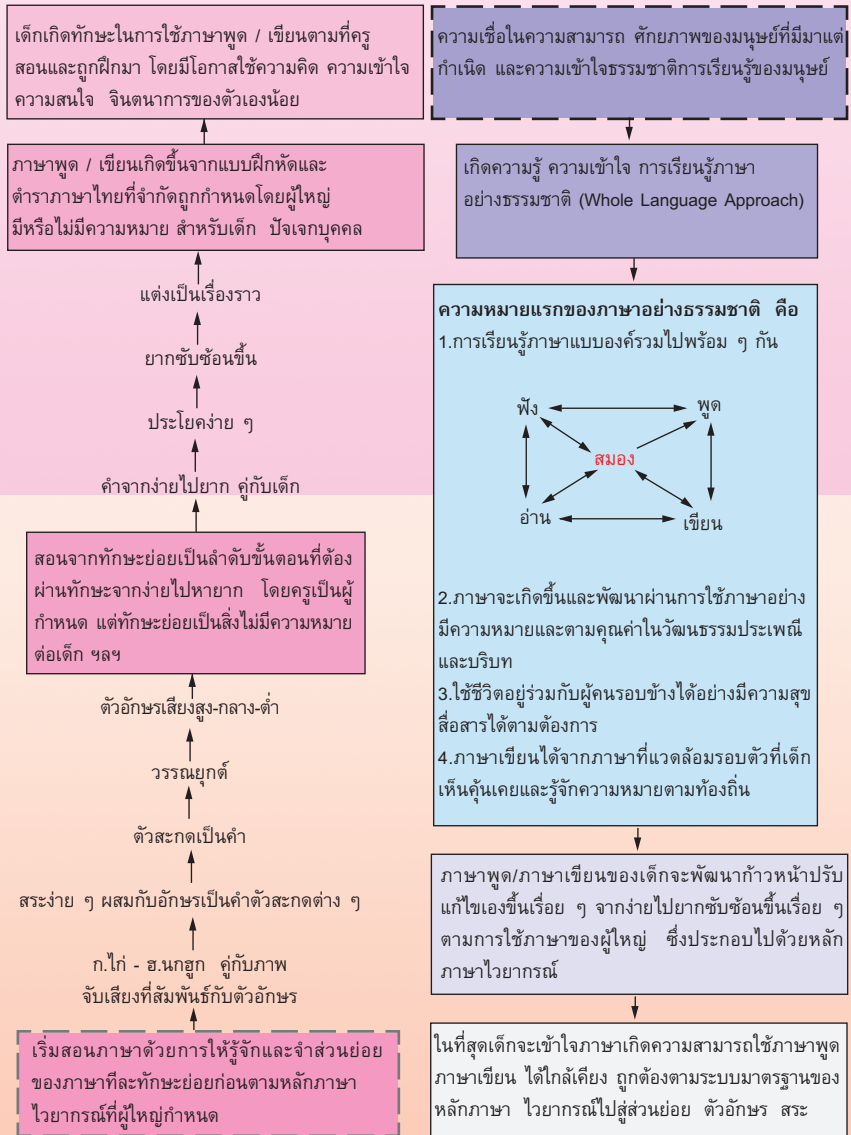 เด็กเกิดทักษะในการใช้ภาษาพูด / เขียนตามที่ครู
สอนและถูกฝึกมา โดยมีโอกาสใช้ความคิด ความเข้าใจ
ความสนใจ จินตนาการของตัวเองน้อย
ภาษาพูด / เขียนเกิดขึ้นจากแบบฝึกหัดและ
ตำราภาษาไทยที่จำกัดถูกกำหนดโดยผู้ใหญ่
มีหรือไม่มีความหมาย สำหรับเด็ก ปัจเจกบุคคล
แต่งเป็นเรื่องราว
ยากซับซ้อนขึ้น
ประโยคง่าย ๆ
คำจากง่ายไปยาก คู่กับเด็ก
สอนจากทักษะย่อยเป็นลำดับขั้นตอนที่ต้อง
ผ่านทักษะจากง่ายไปหายาก โดยครูเป็นผู้
กำหนด แต่ทักษะย่อยเป็นสิ่งไม่มีความหมาย
ต่อเด็ก ฯลฯ
ตัวอักษรเสียงสูง-กลาง-ต่ำ
วรรณยุกต์
ตัวสะกดเป็นคำ
สระง่าย ๆ ผสมกับอักษรเป็นคำตัวสะกดต่าง ๆ
ก.ไก่ - ฮ.นกฮูก คู่กับภาพ
จับเสียงที่สัมพันธ์กับตัวอักษร
เริ่มสอนภาษาด้วยการให้รู้จักและจำส่วนย่อย
ของภาษาทีละทักษะย่อยก่อนตามหลักภาษา
ไวยากรณ์ที่ผู้ใหญ่กำหนด
ความเชื่อในความสามารถ ศักยภาพของมนุษย์ที่มีมาแต่
กำเนิด และความเข้าใจธรรมชาติการเรียนรู้ของมนุษย์
เกิดความรู้ ความเข้าใจ การเรียนรู้ภาษา
อย่างธรรมชาติ (Whole Language Approach)
ความหมายแรกของภาษาอย่างธรรมชาติ คือ
1.การเรียนรู้ภาษาแบบองค์รวมไปพร้อม ๆ กัน
ฟัง พูด
สมอง
อ่าน เขียน
2.ภาษาจะเกิดขึ้นและพัฒนาผ่านการใช้ภาษาอย่าง
มีความหมายและตามคุณค่าในวัฒนธรรมประเพณี
และบริบท
3.ใช้ชีวิตอยู่ร่วมกับผู้คนรอบข้างได้อย่างมีความสุข
สื่อสารได้ตามต้องการ
4.ภาษาเขียนได้จากภาษาที่แวดล้อมรอบตัวที่เด็ก
เห็นคุ้นเคยและรู้จักความหมายตามท้องถิ่น
ภาษาพูด/ภาษาเขียนของเด็กจะพัฒนาก้าวหน้าปรับ
แก้ไขเองขึ้นเรื่อย ๆ จากง่ายไปยากซับซ้อนขึ้นเรื่อย ๆ
ตามการใช้ภาษาของผู้ใหญ่ ซึ่งประกอบไปด้วยหลัก
ภาษาไวยากรณ์
ในที่สุดเด็กจะเข้าใจภาษาเกิดความสามารถใช้ภาษาพูด
ภาษาเขียน ได้ใกล้เคียง ถูกต้องตามระบบมาตรฐานของ
หลักภาษา ไวยากรณ์ไปสู่ส่วนย่อย ตัวอักษร สระ